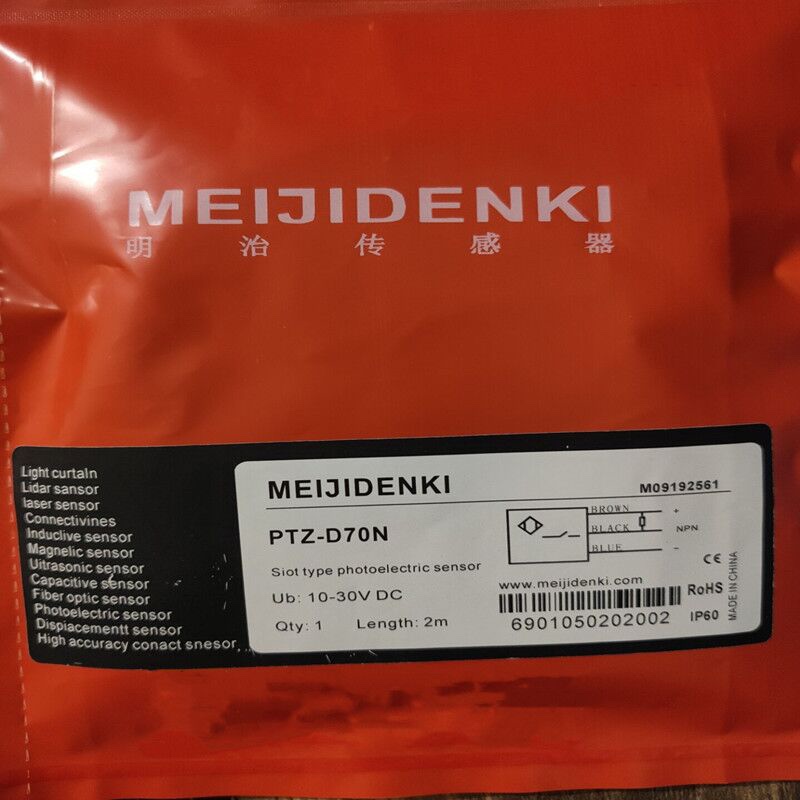 MEIJIDENKI
明治传感器
Light curtain
Lidar sansor
laser sensor
Connectivines
Inductive sensor
Magnelic sensor
Utrasonic sensor
Capacitive sensor
Fiber optic sensor
Photoelectric sensor
Dispiacementt sensor
High accuracy conact snesor
MEIJIDENKI
M09192561
PTZ-D70N
Siot type photoelectric sensor
Ub: 10-30V DC
Qty: 1 Length: 2m
BROWN +
BLACK NPN
BLUE -
CE
www.meijidenki.com
RoHS
6901050202002
IP60
MADE IN CHINA